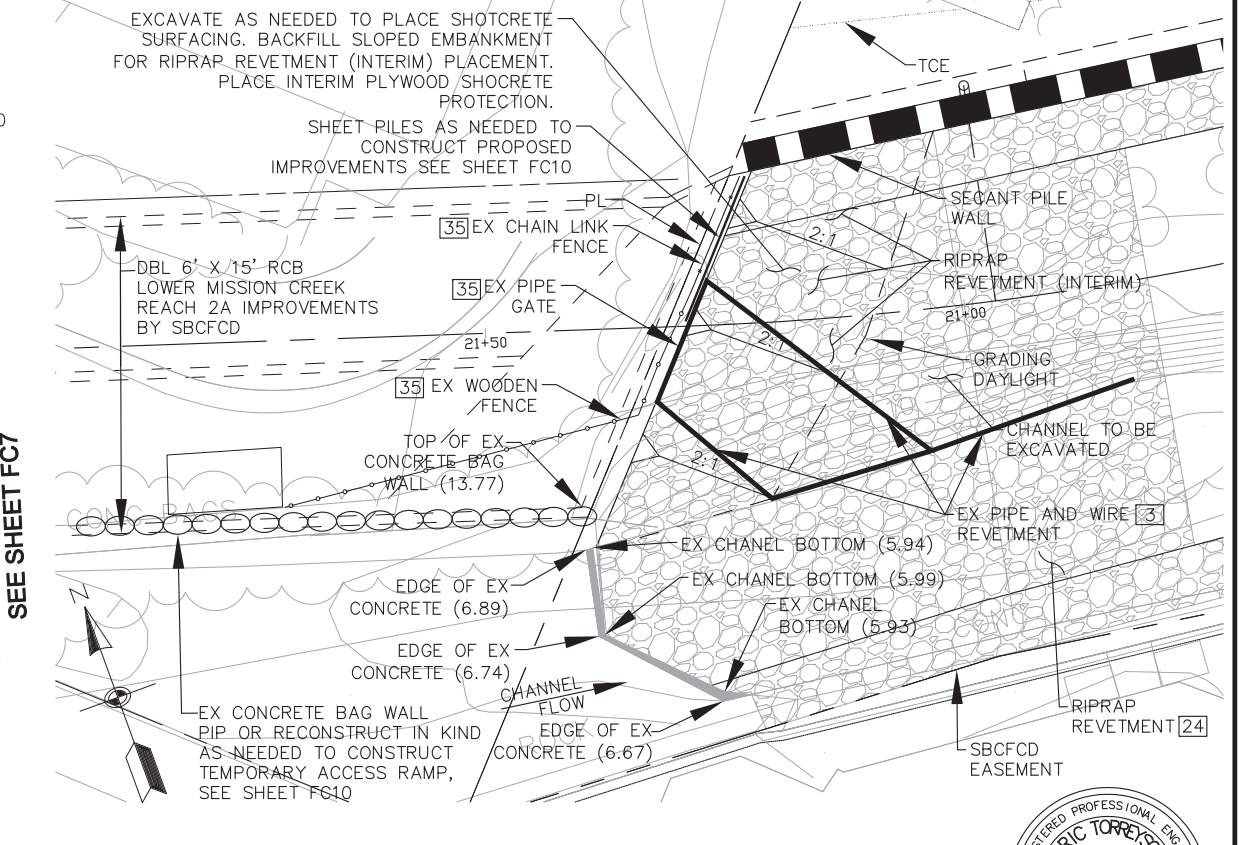 EXCAVATE AS NEEDED TO PLACE SHOTCRETE
SURFACING. BACKFILL SLOPED EMBANKMENT
FOR RIPRAP REVETMENT (INTERIM) PLACEMENT.
PLACE INTERIM PLYWOOD SHOCRETE
PROTECTION.
TCE
SHEET PILES AS NEEDED TO
CONSTRUCT PROPOSED
IMPROVEMENTS SEE SHEET FC10
SECANT PILE
WALL
PL
35 EX CHAIN LINK
FENCE
2:1
RIPRAP
REVETMENT (INTERIM)
DBL 6' X 15' RCB
LOWER MISSION CREEK
REACH 2A IMPROVEMENTS
BY SBCFCD
35 EX PIPE
GATE
21+00
21+50
2:1
GRADING
DAYLIGHT
35 EX WOODEN
FENCE
CHANNEL TO BE
EXCAVATED
TOP OF EX
CONCRETE BAG
WALL (13.77)
2:1
SEE SHEET FC7
CONC BAGS
EX PIPE AND WIRE 3
REVETMENT
EX CHANEL BOTTOM (5.94)
EDGE OF EX
CONCRETE (6.89)
EX CHANEL BOTTOM (5.99)
EX CHANEL
BOTTOM (5.93)
N
EDGE OF EX
CONCRETE (6.74)
CHANNEL
FLOW
EX CONCRETE BAG WALL
PIP OR RECONSTRUCT IN KIND
AS NEEDED TO CONSTRUCT
TEMPORARY ACCESS RAMP,
SEE SHEET FC10
EDGE OF EX
CONCRETE (6.67)
RIPRAP
REVETMENT 24
SBCFCD
EASEMENT